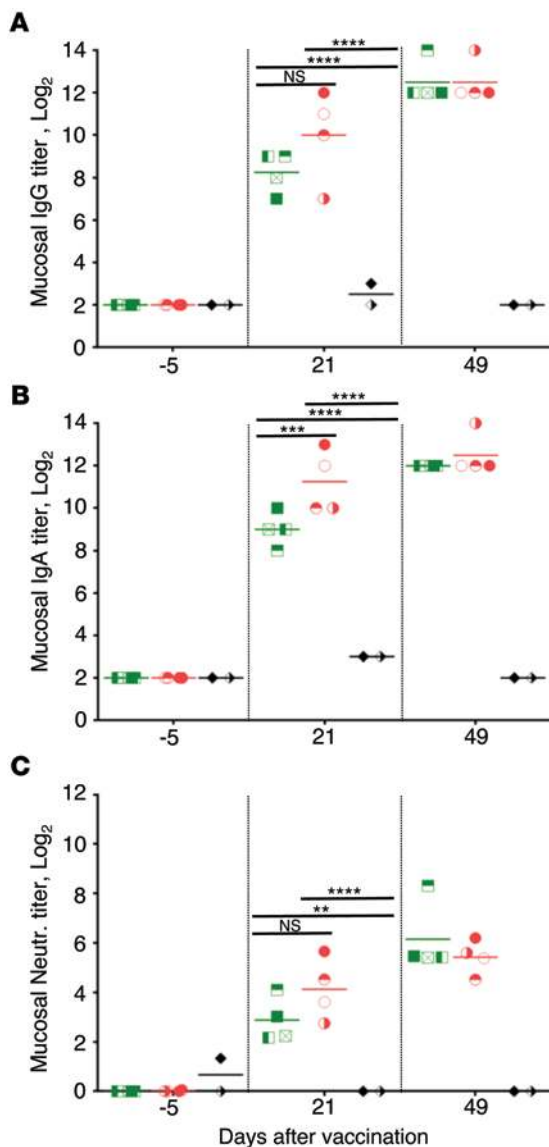 A
Mucosal IgG titer , Log2
14
12
10
8
6
4
2
0
****
****
NS
-5 21 49
B
Mucosal IgA titer, Log2
14
12
10
8
6
4
2
0
****
****
***
-5 21 49
C
Mucosal Neutr. titer, Log2
12
10
8
6
4
2
0
****
**
NS
-5 21 49
Days after vaccination